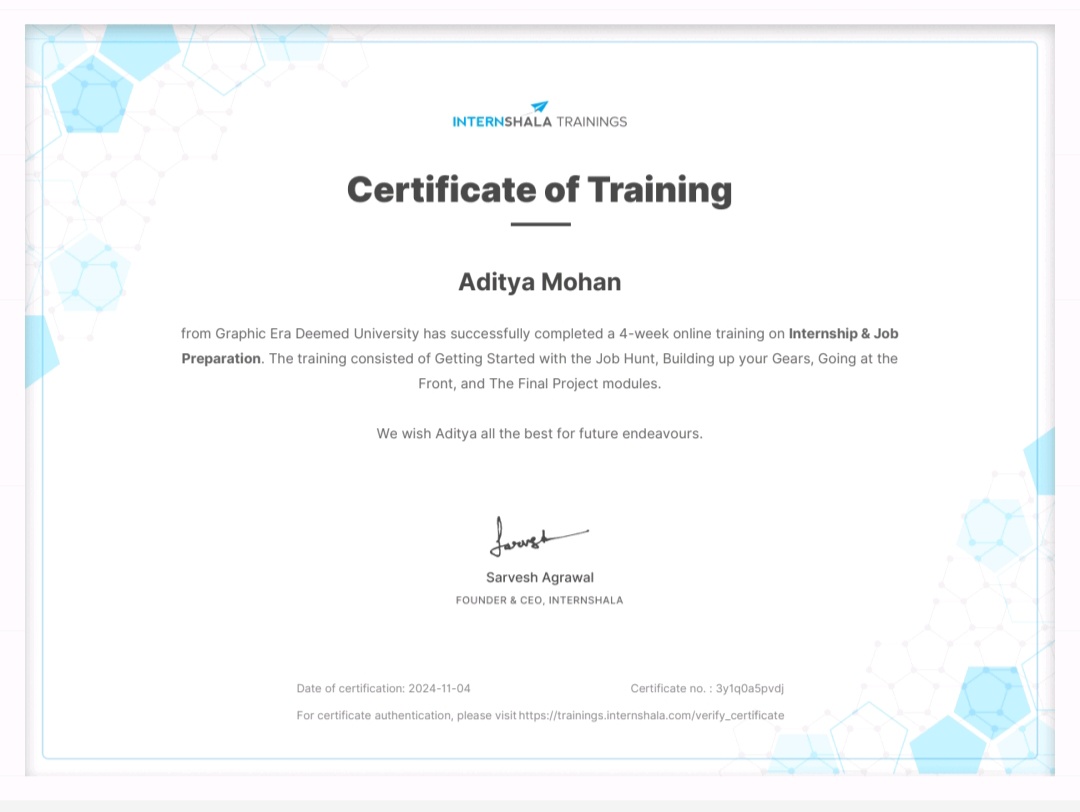 INTERNSHALA TRAININGS
Certificate of Training
Aditya Mohan
from Graphic Era Deemed University has successfully completed a 4-week online training on Internship & Job
Preparation. The training consisted of Getting Started with the Job Hunt, Building up your Gears, Going at the
Front, and The Final Project modules.
We wish Aditya all the best for future endeavours.
Sarvesh
Sarvesh Agrawal
FOUNDER & CEO, INTERNSHALA
Date of certification: 2024-11-04 Certificate no. : 3y1q0a5pvdj
For certificate authentication, please visit https://trainings.internshala.com/verify_certificate